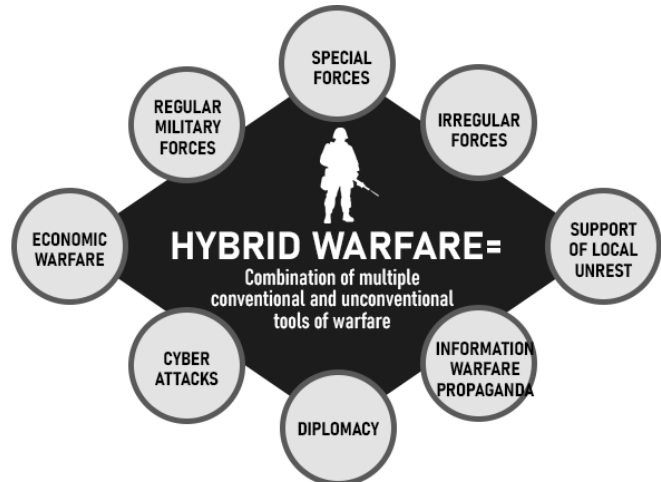 SPECIAL
FORCES
REGULAR
MILITARY
FORCES
IRREGULAR
FORCES
ECONOMIC
WARFARE
HYBRID WARFARE=
Combination of multiple
conventional and unconventional
tools of warfare
SUPPORT
OF LOCAL
UNREST
CYBER
ATTACKS
INFORMATION
WARFARE
PROPAGANDA
DIPLOMACY